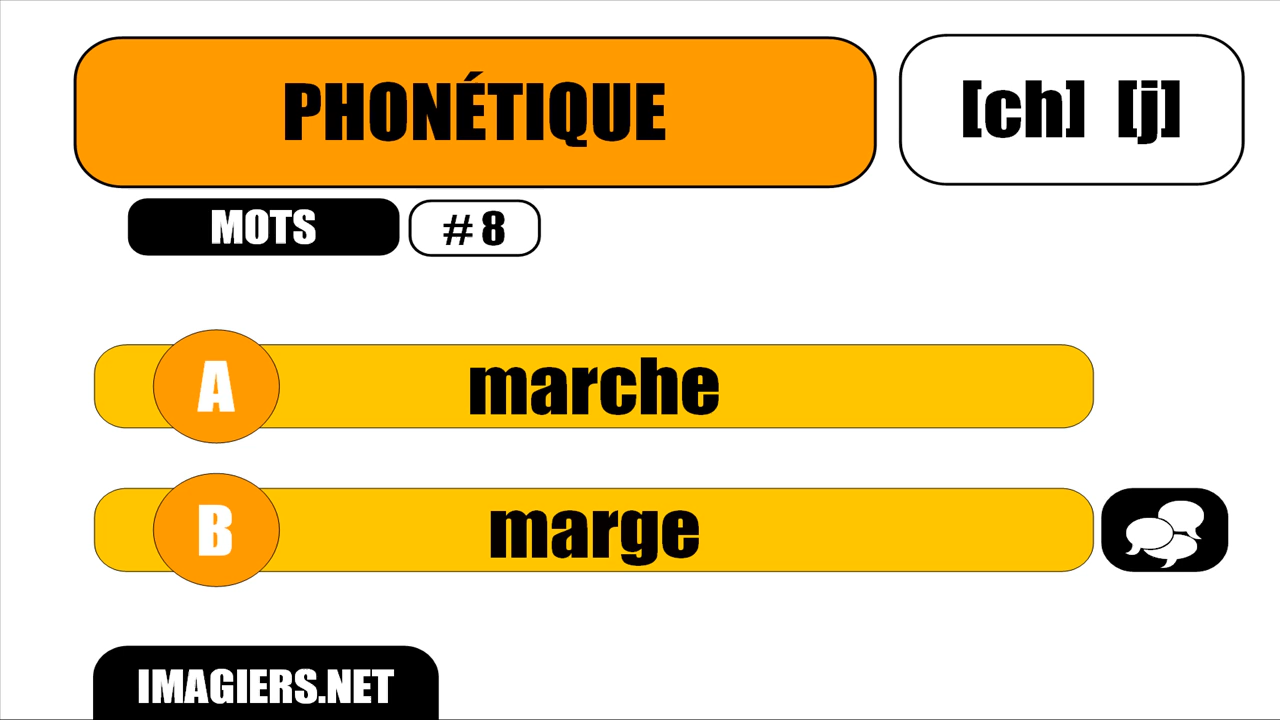 PHONÉTIQUE [ch] [j]
MOTS # 8
A marche
B marge
IMAGIERS.NET